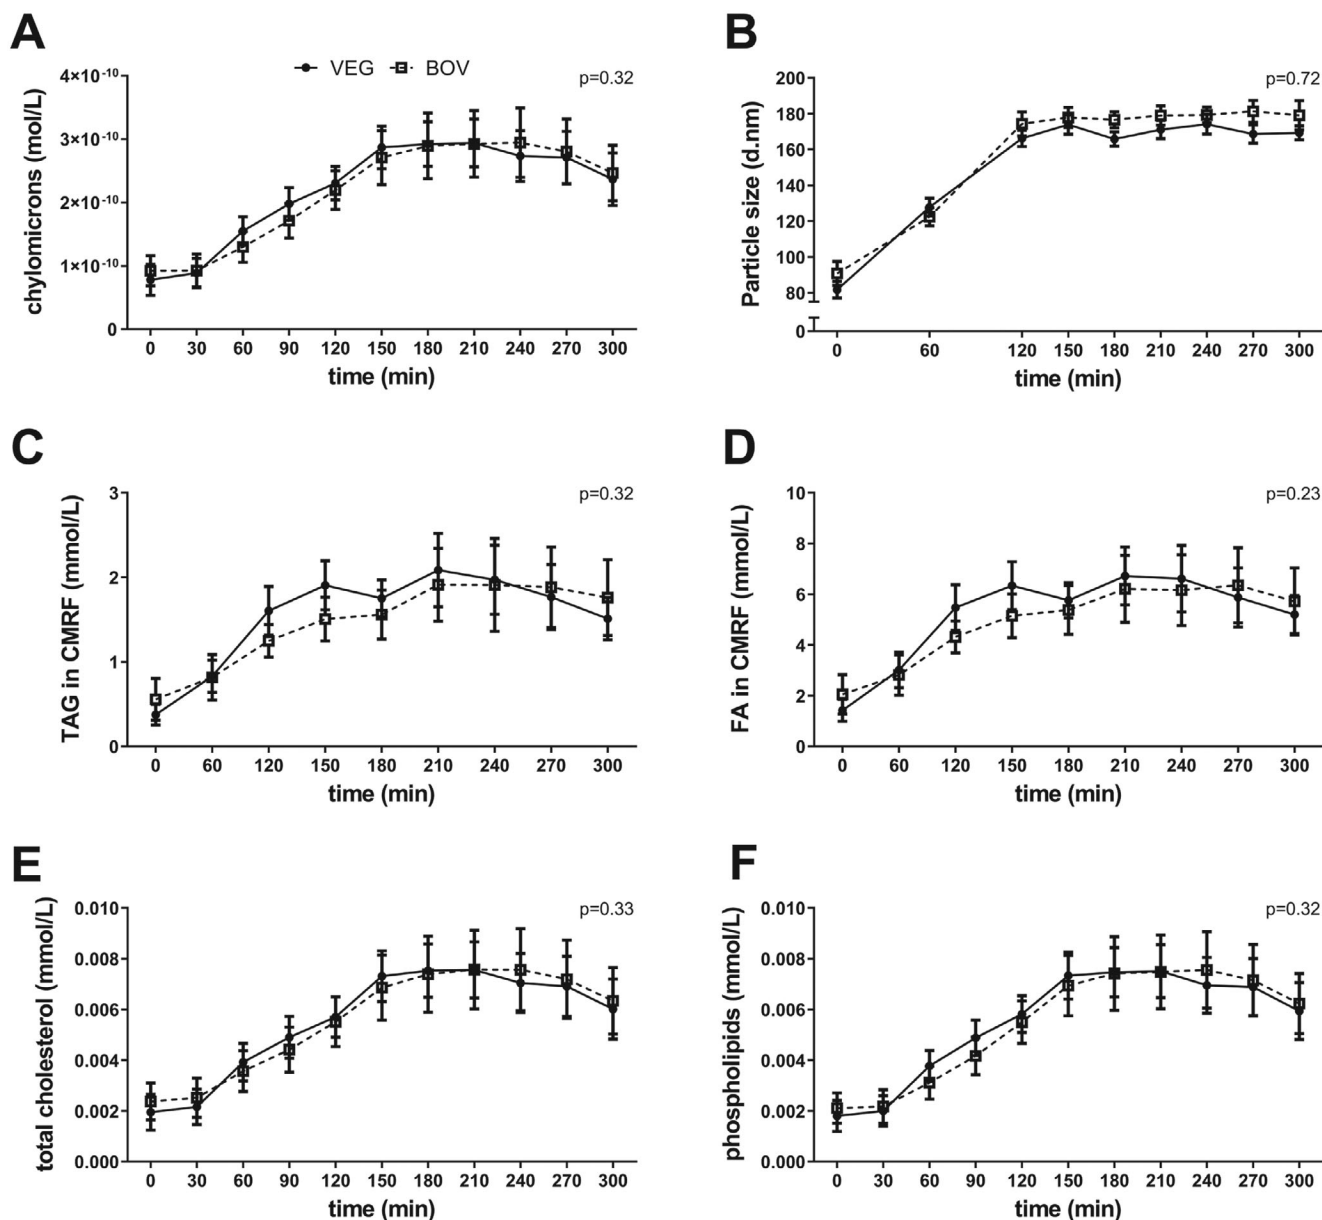 A
VEG BOV
p=0.32
chylomicrons (mol/L)
4×10⁻¹⁰
3×10⁻¹⁰
2×10⁻¹⁰
1×10⁻¹⁰
0
0 30 60 90 120 150 180 210 240 270 300
time (min)
B
p=0.72
Particle size (d.nm)
200
180
160
140
120
100
80
0
0 60 120 150 180 210 240 270 300
time (min)
C
p=0.32
TAG in CMRF (mmol/L)
3
2
1
0
0 60 120 150 180 210 240 270 300
time (min)
D
p=0.23
FA in CMRF (mmol/L)
10
8
6
4
2
0
0 60 120 150 180 210 240 270 300
time (min)
E
p=0.33
total cholesterol (mmol/L)
0.010
0.008
0.006
0.004
0.002
0.000
0 30 60 90 120 150 180 210 240 270 300
time (min)
F
p=0.32
phospholipids (mmol/L)
0.010
0.008
0.006
0.004
0.002
0.000
0 30 60 90 120 150 180 210 240 270 300
time (min)